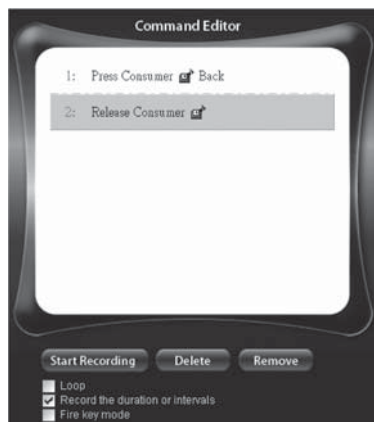 Command Editor
1: Press Consumer Back
2: Release Consumer
Start Recording Delete Remove
Loop
Record the duration or intervals
Fire key mode